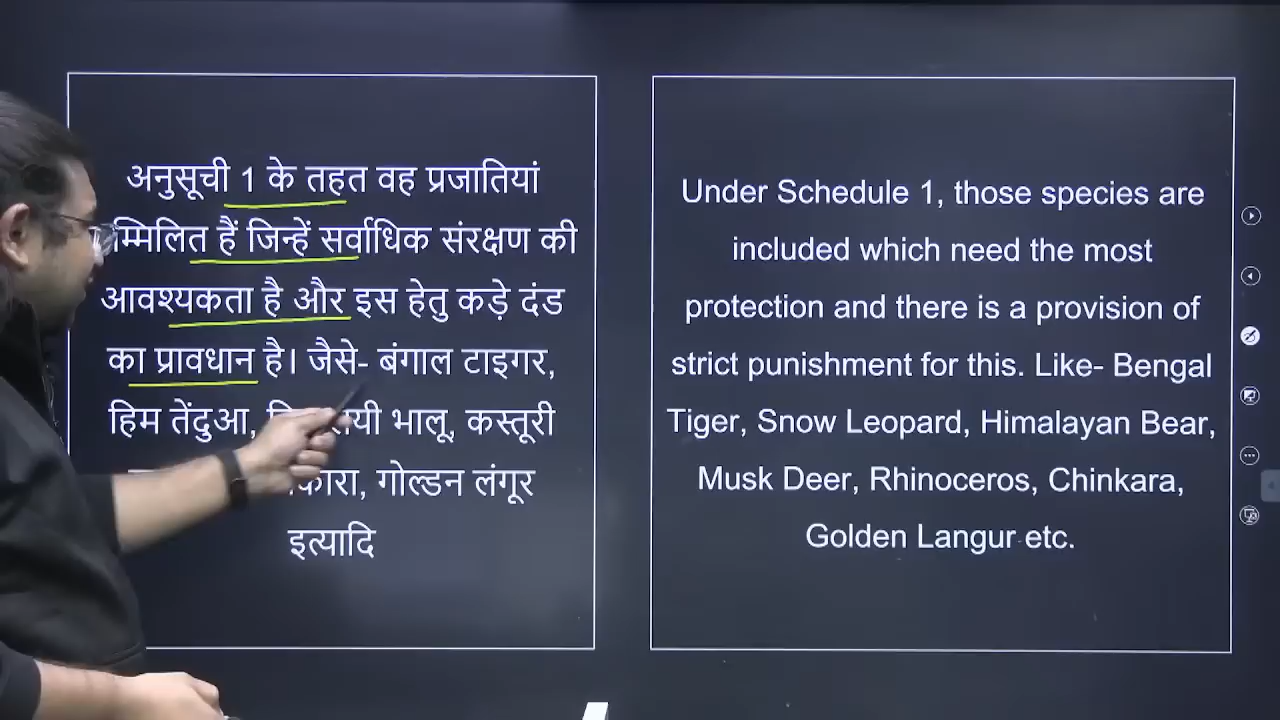 अनुसूची 1 के तहत वह प्रजातियां
हैं जिन्हें सर्वाधिक संरक्षण की
आवश्यकता है और इस हेतु कड़े दंड
का प्रावधान है। जैसे- बंगाल टाइगर,
हिम तेंदुआ, भालू, कस्तूरी
गोल्डन लंगूर
इत्यादि
Under Schedule 1, those species are
included which need the most
protection and there is a provision of
strict punishment for this. Like- Bengal
Tiger, Snow Leopard, Himalayan Bear,
Musk Deer, Rhinoceros, Chinkara,
Golden Langur etc.